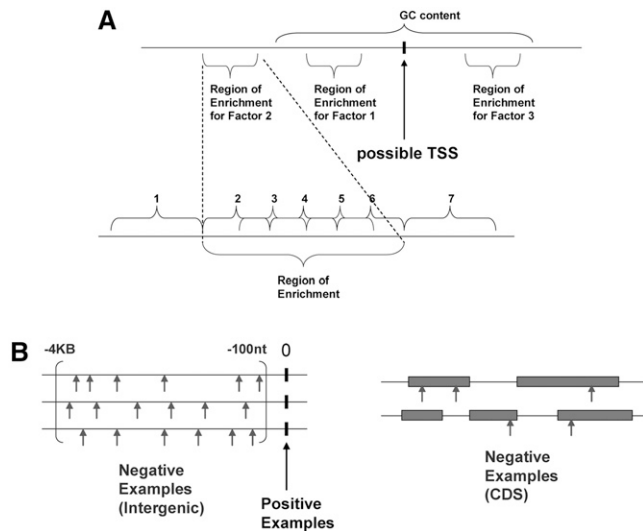 A
GC content
Region of
Enrichment
for Factor 2
Region of
Enrichment
for Factor 1
Region of
Enrichment
for Factor 3
possible TSS
1 2 3 4 5 6 7
Region of
Enrichment
B
-4KB -100nt 0
Negative
Examples
(Intergenic)
Positive
Examples
Negative
Examples
(CDS)